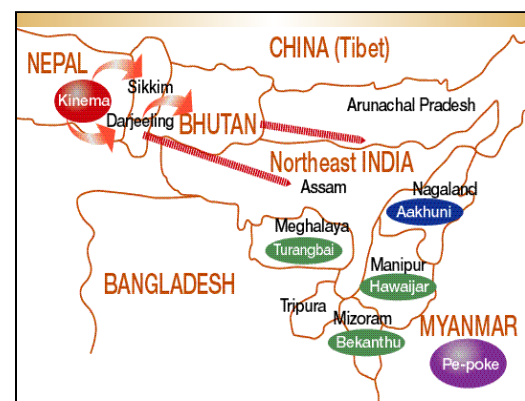 CHINA (Tibet)
NEPAL
Sikkim
Kinema
Arunachal Pradesh
Darjeeling
BHUTAN
Northeast INDIA
Assam
Nagaland
Aakhuni
Meghalaya
Turangbai
Manipur
BANGLADESH
Hawaijar
Tripura
Mizoram
MYANMAR
Bekanthu
Pe-poke